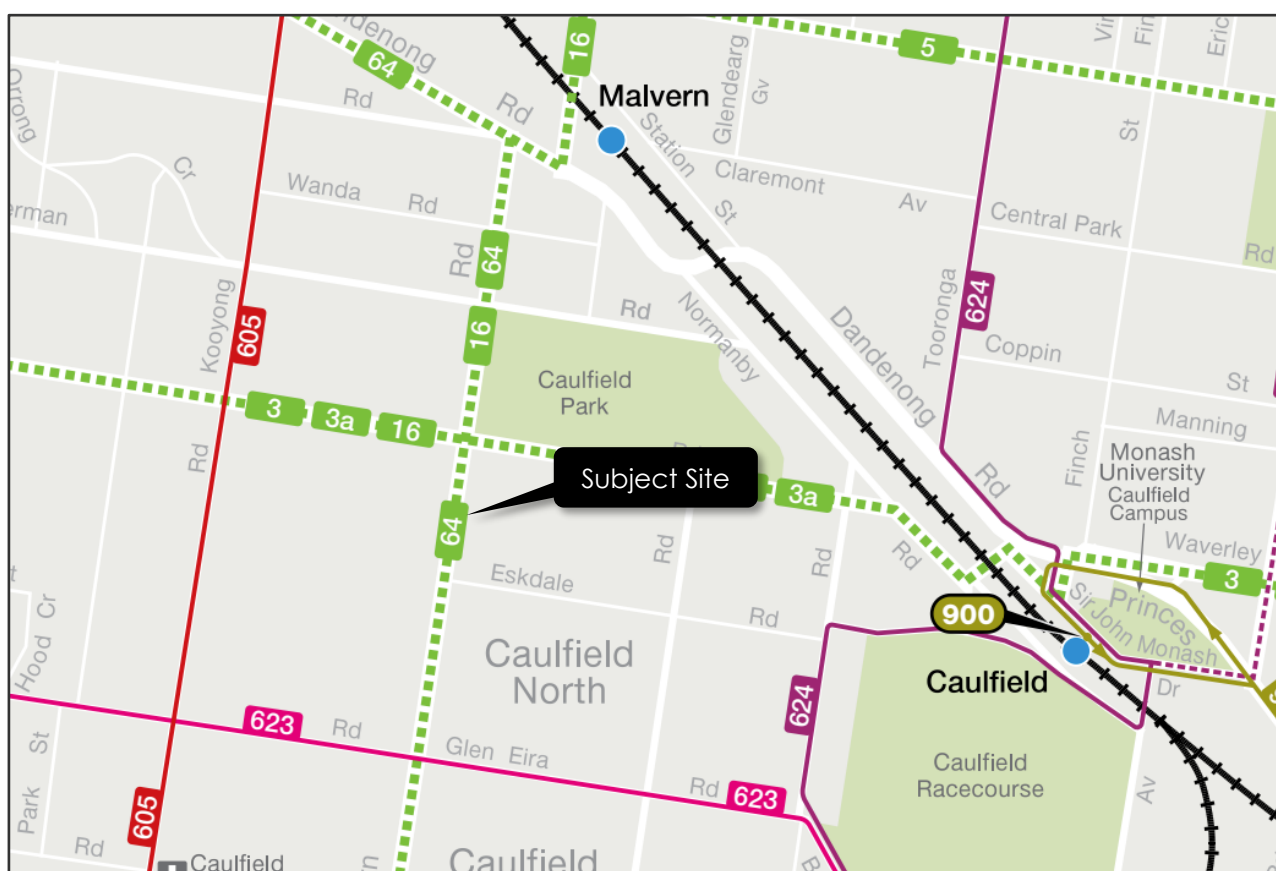 Dandenong
64
16
5
Rd
Rd
Malvern
Glendearg
Gv
Station
St
Claremont
Av
Orrong
Cr
Wanda Rd
Rd
64
Central Park
Rd
St
Kooyong
605
Rd
16
Normanby
Dandenong
Rd
Tooronga
624
Coppin
St
Manning
Caulfield
Park
3
3a
16
Rd
Subject Site
3a
Finch
Monash
University
Caulfield
Campus
64
Rd
Rd
Rd
Waverley
3
Eskdale
Rd
Princes
Sir John Monash
Dr
900
Hood Cr
Caulfield
North
Caulfield
623
Rd
Glen Eira
Rd
623
624
Caulfield
Racecourse
Av
Park St
Rd
605
Caulfield
Caulfield